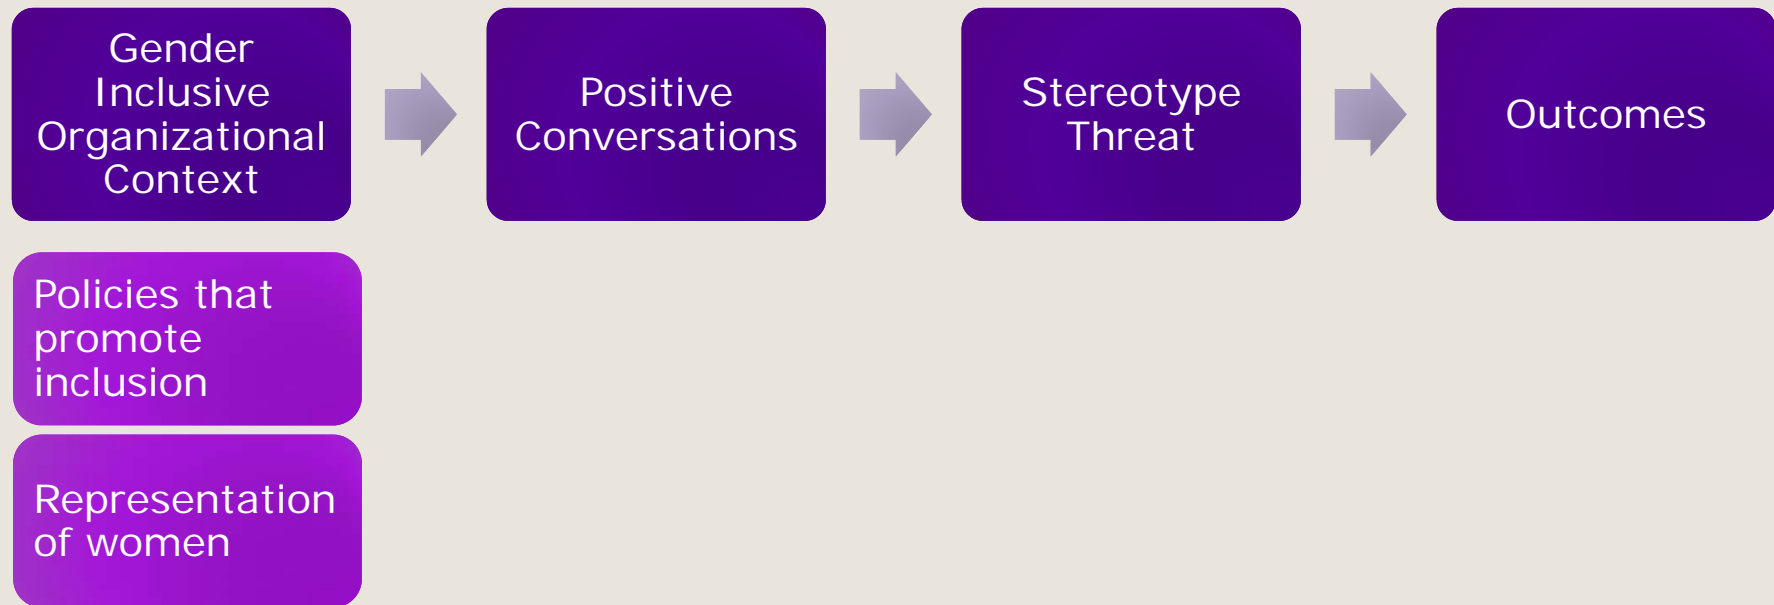 Gender
Inclusive
Organizational
Context
Positive
Conversations
Stereotype
Threat
Outcomes
Policies that
promote
inclusion
Representation
of women